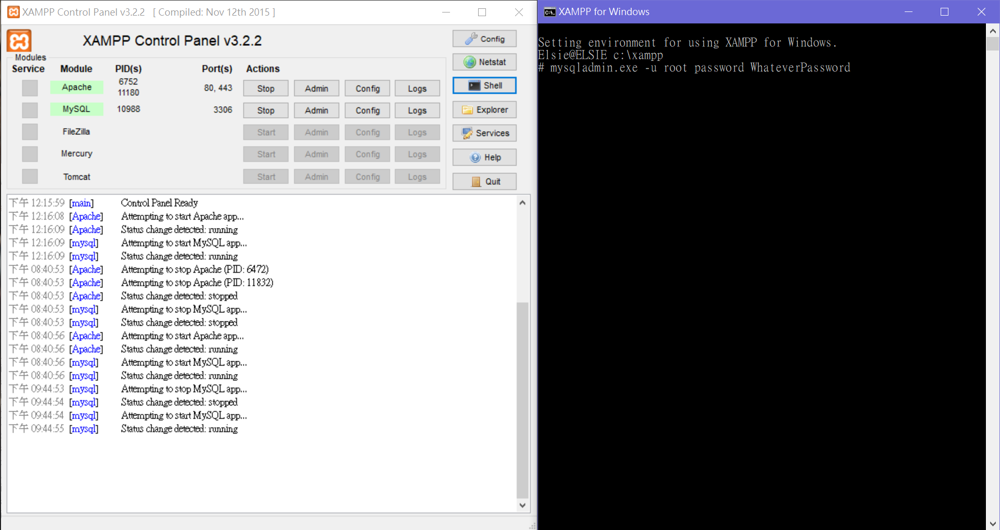 XAMPP Control Panel v3.2.2 [ Compiled: Nov 12th 2015 ]
XAMPP Control Panel v3.2.2
Modules
Service Module PID(s) Port(s) Actions
Apache 6752 11180 80, 443 Stop Admin Config Logs
MySQL 10988 3306 Stop Admin Config Logs
FileZilla Start Admin Config Logs
Mercury Start Admin Config Logs
Tomcat Start Admin Config Logs
Config
Netstat
Shell
Explorer
Services
Help
Quit
下午 12:15:59 [main] Control Panel Ready
下午 12:16:08 [Apache] Attempting to start Apache app...
下午 12:16:09 [Apache] Status change detected: running
下午 12:16:09 [mysql] Attempting to start MySQL app...
下午 12:16:09 [mysql] Status change detected: running
下午 08:40:53 [Apache] Attempting to stop Apache (PID: 6472)
下午 08:40:53 [Apache] Attempting to stop Apache (PID: 11832)
下午 08:40:53 [Apache] Status change detected: stopped
下午 08:40:53 [mysql] Attempting to stop MySQL app...
下午 08:40:53 [mysql] Status change detected: stopped
下午 08:40:56 [Apache] Attempting to start Apache app...
下午 08:40:56 [Apache] Status change detected: running
下午 08:40:56 [mysql] Attempting to start MySQL app...
下午 08:40:56 [mysql] Status change detected: running
下午 09:44:53 [mysql] Attempting to stop MySQL app...
下午 09:44:54 [mysql] Status change detected: stopped
下午 09:44:54 [mysql] Attempting to start MySQL app...
下午 09:44:55 [mysql] Status change detected: running
C:\. XAMPP for Windows
Setting environment for using XAMPP for Windows.
Elsie@ELSIE c:\xampp
# mysqladmin.exe -u root password WhateverPassword